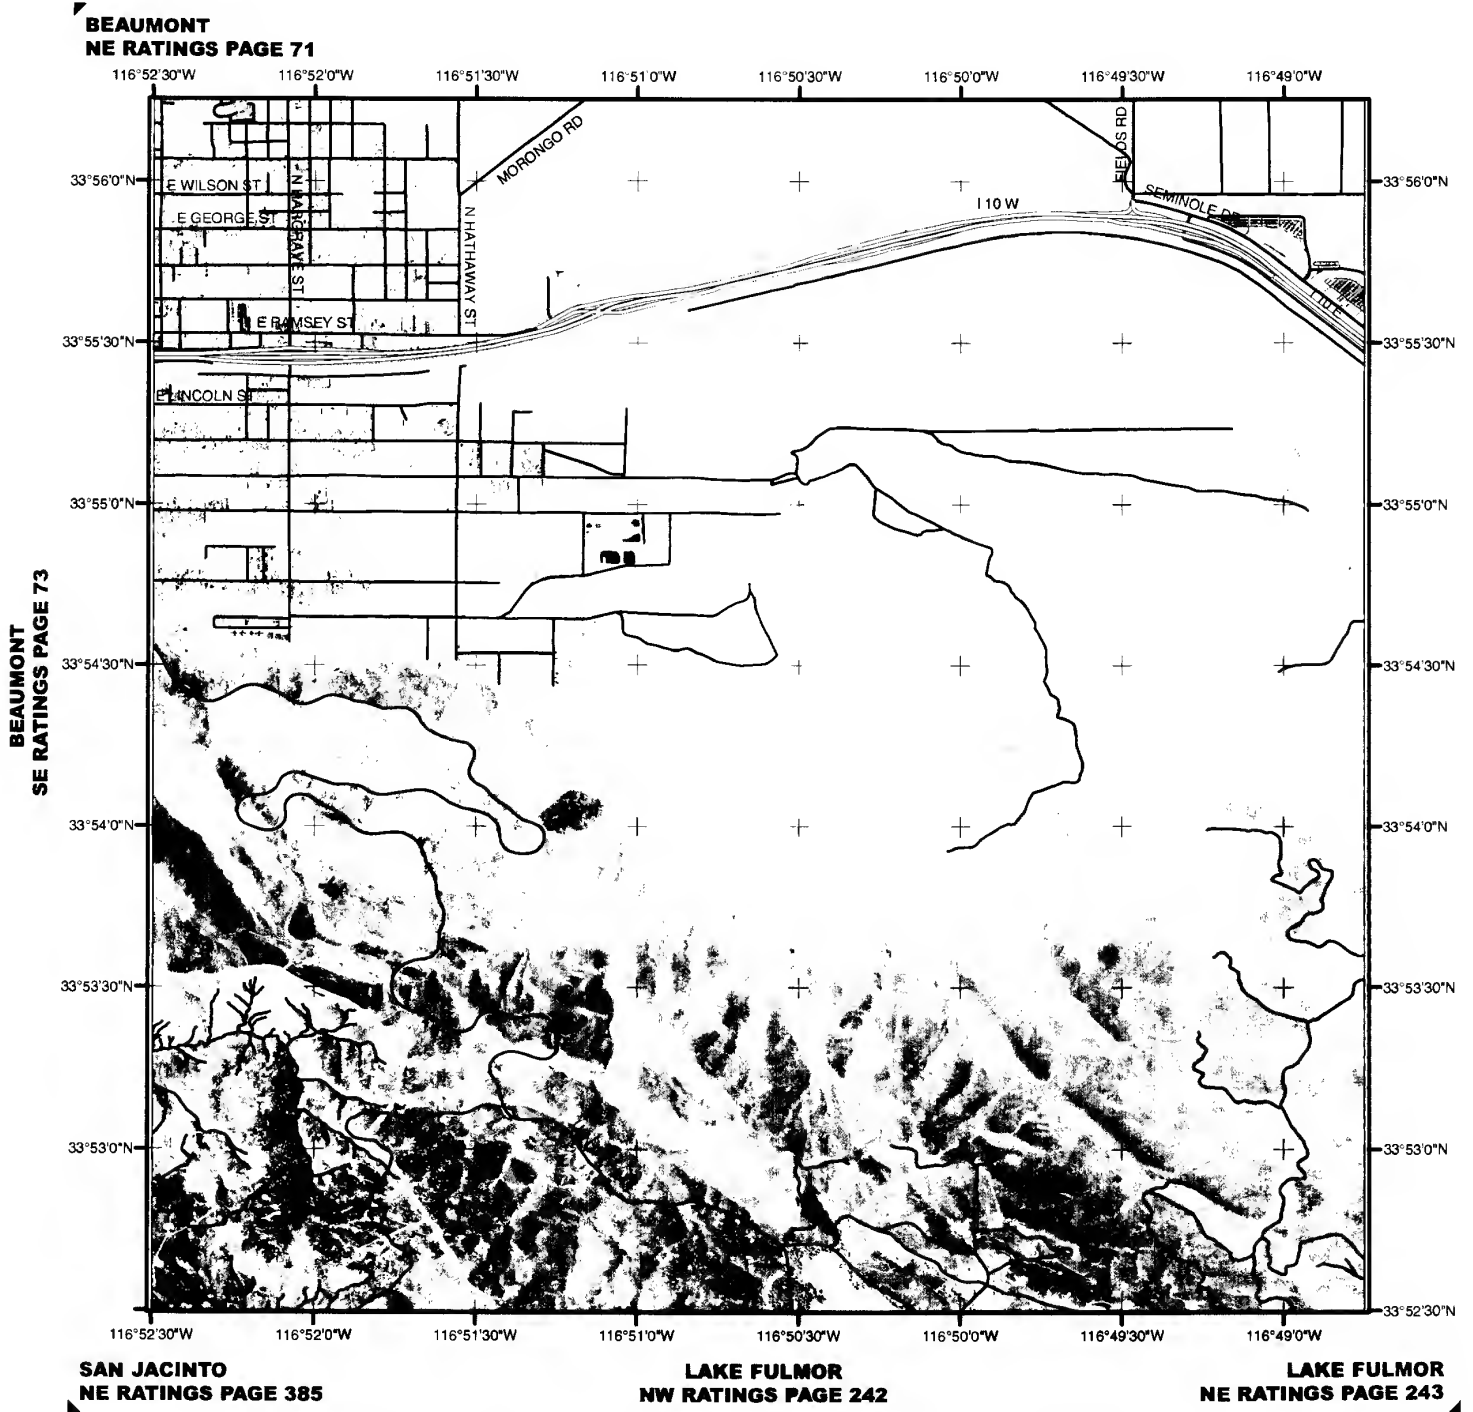 BEAUMONT
NE RATINGS PAGE 71
116°52'30"W 116°52'0"W 116°51'30"W 116°51'0"W 116°50'30"W 116°50'0"W 116°49'30"W 116°49'0"W
MORONGO RD
FIELDS RD
33°56'0"N
E WILSON ST
N HARGRAVE ST
SEMINOLE DR
33°56'0"N
E GEORGE ST
N HATHAWAY ST
I 10 W
I 10 E
E RAMSEY ST
33°55'30"N
33°55'30"N
E LINCOLN ST
33°55'0"N
33°55'0"N
BEAUMONT
SE RATINGS PAGE 73
33°54'30"N
33°54'30"N
33°54'0"N
33°54'0"N
33°53'30"N
33°53'30"N
33°53'0"N
33°53'0"N
33°52'30"N
116°52'30"W 116°52'0"W 116°51'30"W 116°51'0"W 116°50'30"W 116°50'0"W 116°49'30"W 116°49'0"W
SAN JACINTO
NE RATINGS PAGE 385
LAKE FULMOR
NW RATINGS PAGE 242
LAKE FULMOR
NE RATINGS PAGE 243